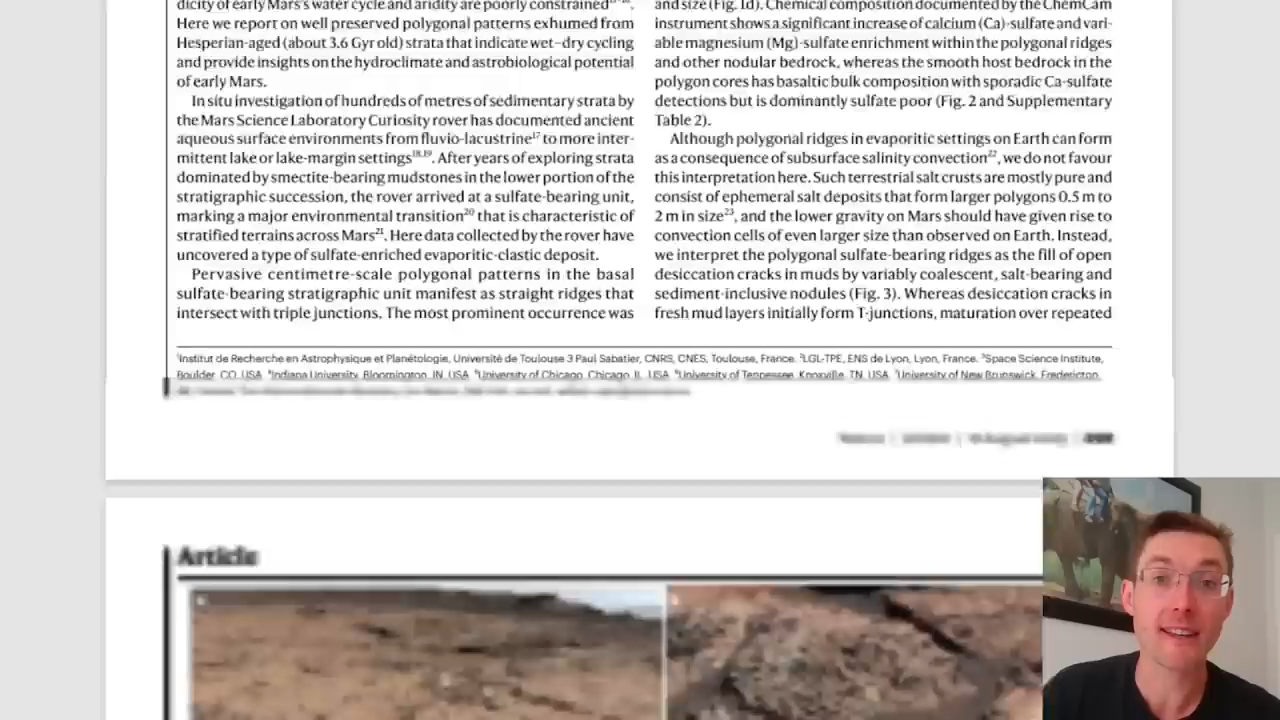 dicity of early Mars's water cycle and aridity are poorly constrained
Here we report on well preserved polygonal patterns exhumed from
Hesperian-aged (about 3.6 Gyr old) strata that indicate wet–dry cycling
and provide insights on the hydroclimate and astrobiological potential
of early Mars.
In situ investigation of hundreds of metres of sedimentary strata by
the Mars Science Laboratory Curiosity rover has documented ancient
aqueous surface environments from fluvio-lacustrine17 to more inter-
mittent lake or lake-margin settings18,19. After years of exploring strata
dominated by smectite-bearing mudstones in the lower portion of the
stratigraphic succession, the rover arrived at a sulfate-bearing unit,
marking a major environmental transition20 that is characteristic of
stratified terrains across Mars21. Here data collected by the rover have
uncovered a type of sulfate-enriched evaporitic-clastic deposit.
Pervasive centimetre-scale polygonal patterns in the basal
sulfate-bearing stratigraphic unit manifest as straight ridges that
intersect with triple junctions. The most prominent occurrence was
and size (Fig. 1d). Chemical composition documented by the ChemCam
instrument shows a significant increase of calcium (Ca)-sulfate and vari-
able magnesium (Mg)-sulfate enrichment within the polygonal ridges
and other nodular bedrock, whereas the smooth host bedrock in the
polygon cores has basaltic bulk composition with sporadic Ca-sulfate
detections but is dominantly sulfate poor (Fig. 2 and Supplementary
Table 2).
Although polygonal ridges in evaporitic settings on Earth can form
as a consequence of subsurface salinity convection22, we do not favour
this interpretation here. Such terrestrial salt crusts are mostly pure and
consist of ephemeral salt deposits that form larger polygons 0.5 m to
2 m in size23, and the lower gravity on Mars should have given rise to
convection cells of even larger size than observed on Earth. Instead,
we interpret the polygonal sulfate-bearing ridges as the fill of open
desiccation cracks in muds by variably coalescent, salt-bearing and
sediment-inclusive nodules (Fig. 3). Whereas desiccation cracks in
fresh mud layers initially form T-junctions, maturation over repeated
1Institut de Recherche en Astrophysique et Planétologie, Université de Toulouse 3 Paul Sabatier, CNRS, CNES, Toulouse, France. 2LGL-TPE, ENS de Lyon, Lyon, France. 3Space Science Institute,
Boulder, CO, USA. 4Indiana University, Bloomington, IN, USA. 5University of Chicago, Chicago, IL, USA. 6University of Tennessee, Knoxville, TN, USA. 7University of New Brunswick, Fredericton,
Article